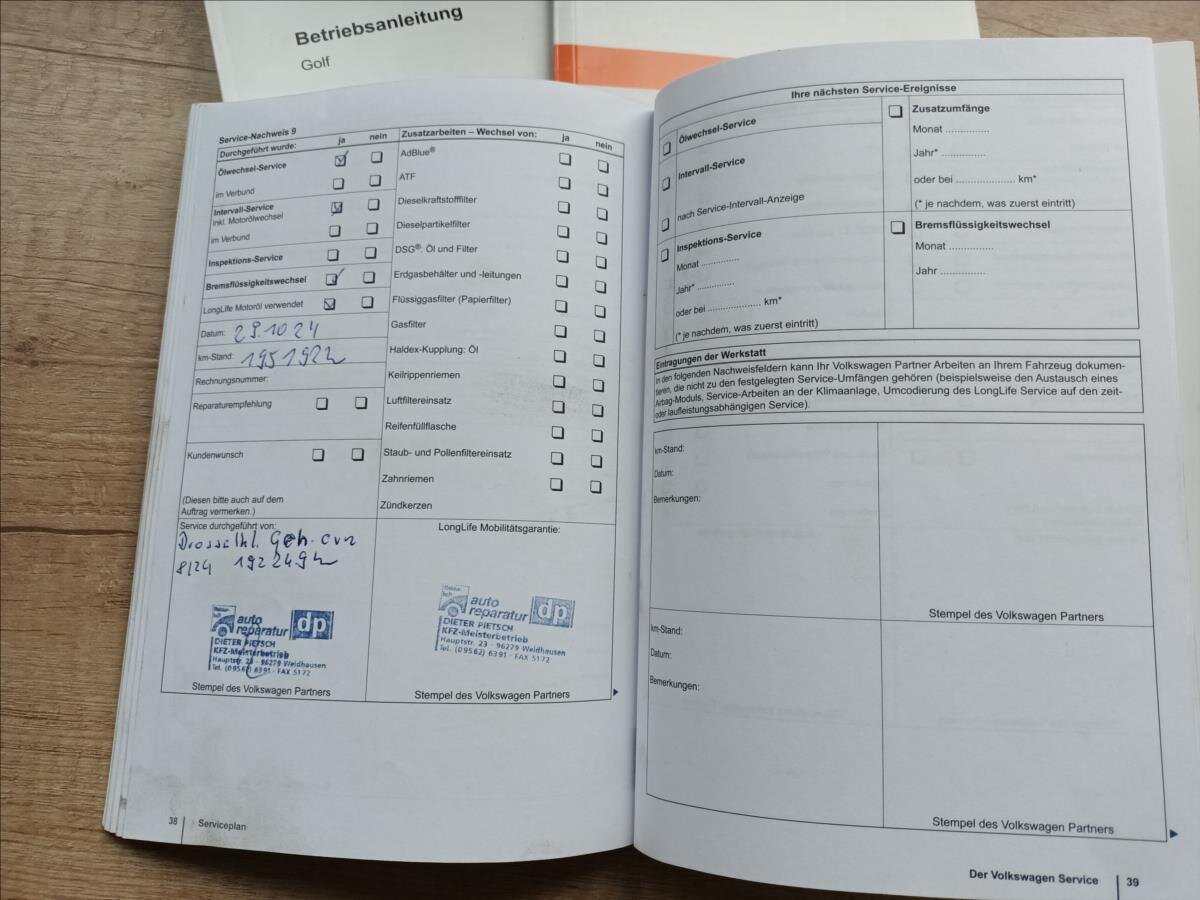 Betriebsanleitung
Golf
Service-Nachweis 9
Durchgeführt wurde: ja nein
Ölwechsel-Service
im Verbund
Intervall-Service
inkl. Motorölwechsel
im Verbund
Inspektions-Service
Bremsflüssigkeitswechsel
LongLife Motoröl verwendet
Datum: 29.10 24
km-Stand: 195192
Rechnungsnummer:
Reparaturempfehlung
Kundenwunsch
(Diesen bitte auch auf dem
Auftrag vermerken.)
Zusatzarbeiten – Wechsel von: ja nein
AdBlue®
ATF
Dieselkraftstofffilter
Dieselpartikelfilter
DSG®: Öl und Filter
Erdgasbehälter und -leitungen
Flüssiggasfilter (Papierfilter)
Gasfilter
Haldex-Kupplung: Öl
Keilrippenriemen
Luftfiltereinsatz
Reifenfüllflasche
Staub- und Pollenfiltereinsatz
Zahnriemen
Zündkerzen
Service durchgeführt von:
8/24 192249
auto
reparatur dp
DIETER PIETSCH
KFZ-Meisterbetrieb
Hauptstr. 23 - 96279 Weidhausen
Tel. (09562) 6391 - FAX 5172
Stempel des Volkswagen Partners
LongLife Mobilitätsgarantie:
auto
reparatur dp
DIETER PIETSCH
KFZ-Meisterbetrieb
Hauptstr. 23 - 96279 Weidhausen
Tel. (09562) 6391 - FAX 5172
Stempel des Volkswagen Partners
38 Serviceplan
Ihre nächsten Service-Ereignisse
Ölwechsel-Service
Intervall-Service
nach Service-Intervall-Anzeige
Inspektions-Service
Monat ...............
Jahr* ...............
oder bei .................... km*
(* je nachdem, was zuerst eintritt)
Zusatzumfänge
Monat ...............
Jahr* ...............
oder bei .................... km*
(* je nachdem, was zuerst eintritt)
Bremsflüssigkeitswechsel
Monat ...............
Jahr ...............
Eintragungen der Werkstatt
In den folgenden Nachweisfeldern kann Ihr Volkswagen Partner Arbeiten an Ihrem Fahrzeug dokumen-
tieren, die nicht zu den festgelegten Service-Umfängen gehören (beispielsweise den Austausch eines
Airbag-Moduls, Service-Arbeiten an der Klimaanlage, Umcodierung des LongLife Service auf den zeit-
oder laufleistungsabhängigen Service).
km-Stand:
Datum:
Bemerkungen:
Stempel des Volkswagen Partners
km-Stand:
Datum:
Bemerkungen:
Stempel des Volkswagen Partners
Der Volkswagen Service 39